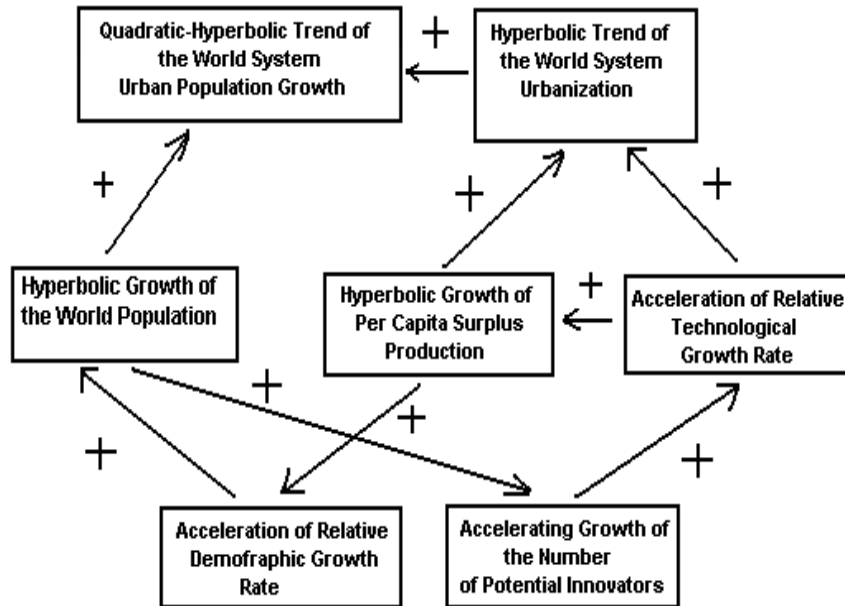 Quadratic-Hyperbolic Trend of
the World System
Urban Population Growth
+
Hyperbolic Trend of
the World System
Urbanization
+
+
+
Hyperbolic Growth of
the World Population
Hyperbolic Growth of
Per Capita Surplus
Production
+
Acceleration of Relative
Technological
Growth Rate
+
+
+
+
Acceleration of Relative
Demofraphic Growth
Rate
Accelerating Growth of
the Number
of Potential Innovators